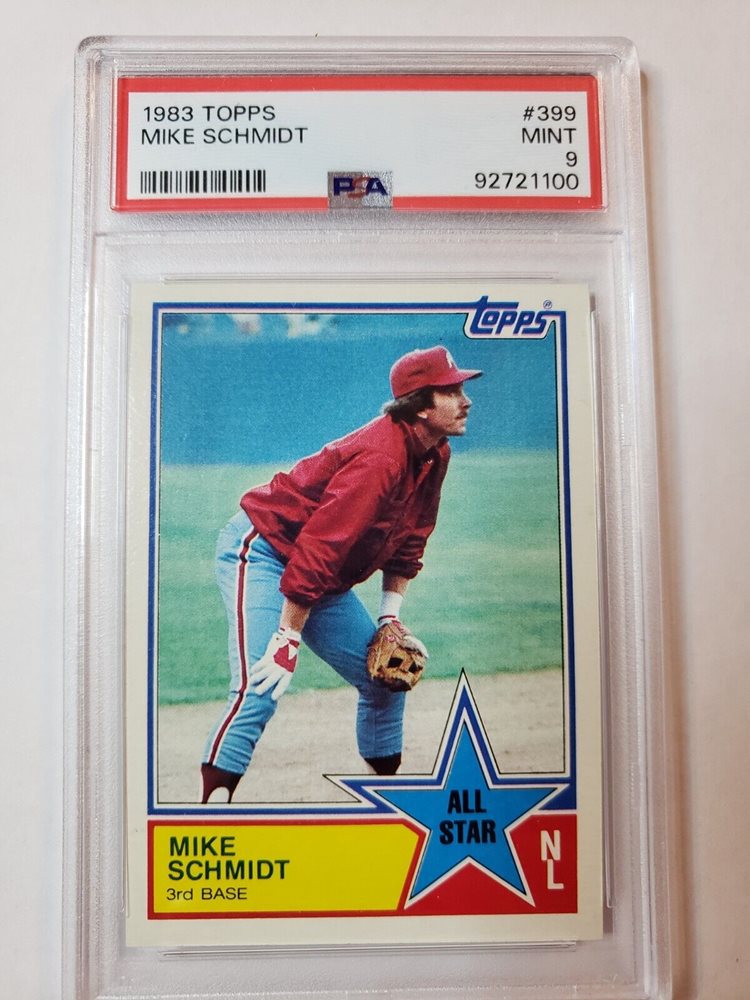 1983 TOPPS #399
MIKE SCHMIDT MINT
9
PSA 92721100
topps®
ALL
STAR
MIKE
SCHMIDT
3rd BASE
NL